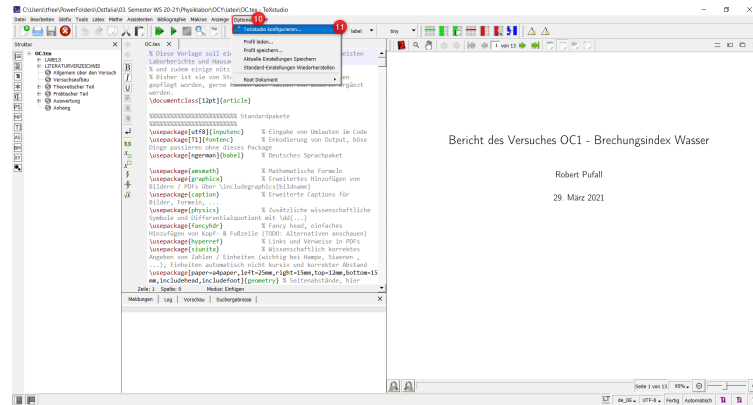 C:\Users\free\PowerFolders\Ostfalia\03. Semester WS 20-21\Physiklabor\OC1\latex\OC.tex - TeXstudio
Datei Bearbeiten Idefix Tools Latex Mathe Assistenten Bibliographie Makros Anzeige Optionen
10
TeXstudio konfigurieren...
11
Profil laden...
Profil speichern...
Aktuelle Einstellungen Speichern
Standard-Einstellungen Wiederherstellen
Root Dokument
label
tiny
1 von 13
Struktur
OC.tex
LABELS
LITERATURVERZEICHNIS
Allgemein über den Versuch
Versuchsaufbau
Theoretischer Teil
Praktischer Teil
Auswertung
Anhang
OC.tex
% Diese Vorlage soll ei
Laborberichte und Hausa
% und zudem einige nütz
% Bisher ist sie von St
gepflegt worden, gerne
werden.
\documentclass[12pt]{article}
%%%%%%%%%%%%%%%%%%%%%%%% Standardpakete
%%%%%%%%%%%%%%%%%%%%%%%%
\usepackage[utf8]{inputenc} % Eingabe von Umlauten im Code
\usepackage[T1]{fontenc} % Enkodierung von Output, böse
Dinge passieren ohne dieses Package
\usepackage[ngerman]{babel} % Deutsches Sprachpaket
\usepackage{amsmath} % Mathematische Formeln
\usepackage{graphicx} % Erweitertes Hinzufügen von
Bildern / PDFs über \includegraphics{bildname}
\usepackage{caption} % Erweiterte Captions für
Bilder, Formeln, ...
\usepackage{physics} % Zusätzliche wissenschaftliche
Symbole und Differentialquotient mit \dd{...}
\usepackage{fancyhdr} % Fancy head, einfaches
Hinzufügen von Kopf- & Fußzeile (TODO: Alternativen anschauen)
\usepackage{hyperref} % Links und Verweise in PDFs
\usepackage{siunitx} % Wissenschaftlich korrektes
Angeben von Zahlen / Einheiten (wichtig bei Hampe, Siaenen ,
...); Einheiten automatisch nicht kursiv und korrekter Abstand
\usepackage[paper=a4paper,left=25mm,right=15mm,top=12mm,bottom=15
mm,includehead,includefoot]{geometry} % Seitenabstände, hier
Zeile: 1 Spalte: 0 Modus: Einfügen
Meldungen Log Vorschau Suchergebnisse
Bericht des Versuches OC1 - Brechungsindex Wasser
Robert Pufall
29. März 2021
Seite 1 von 13 95%
LT de_DE UTF-8 Fertig Automatisch